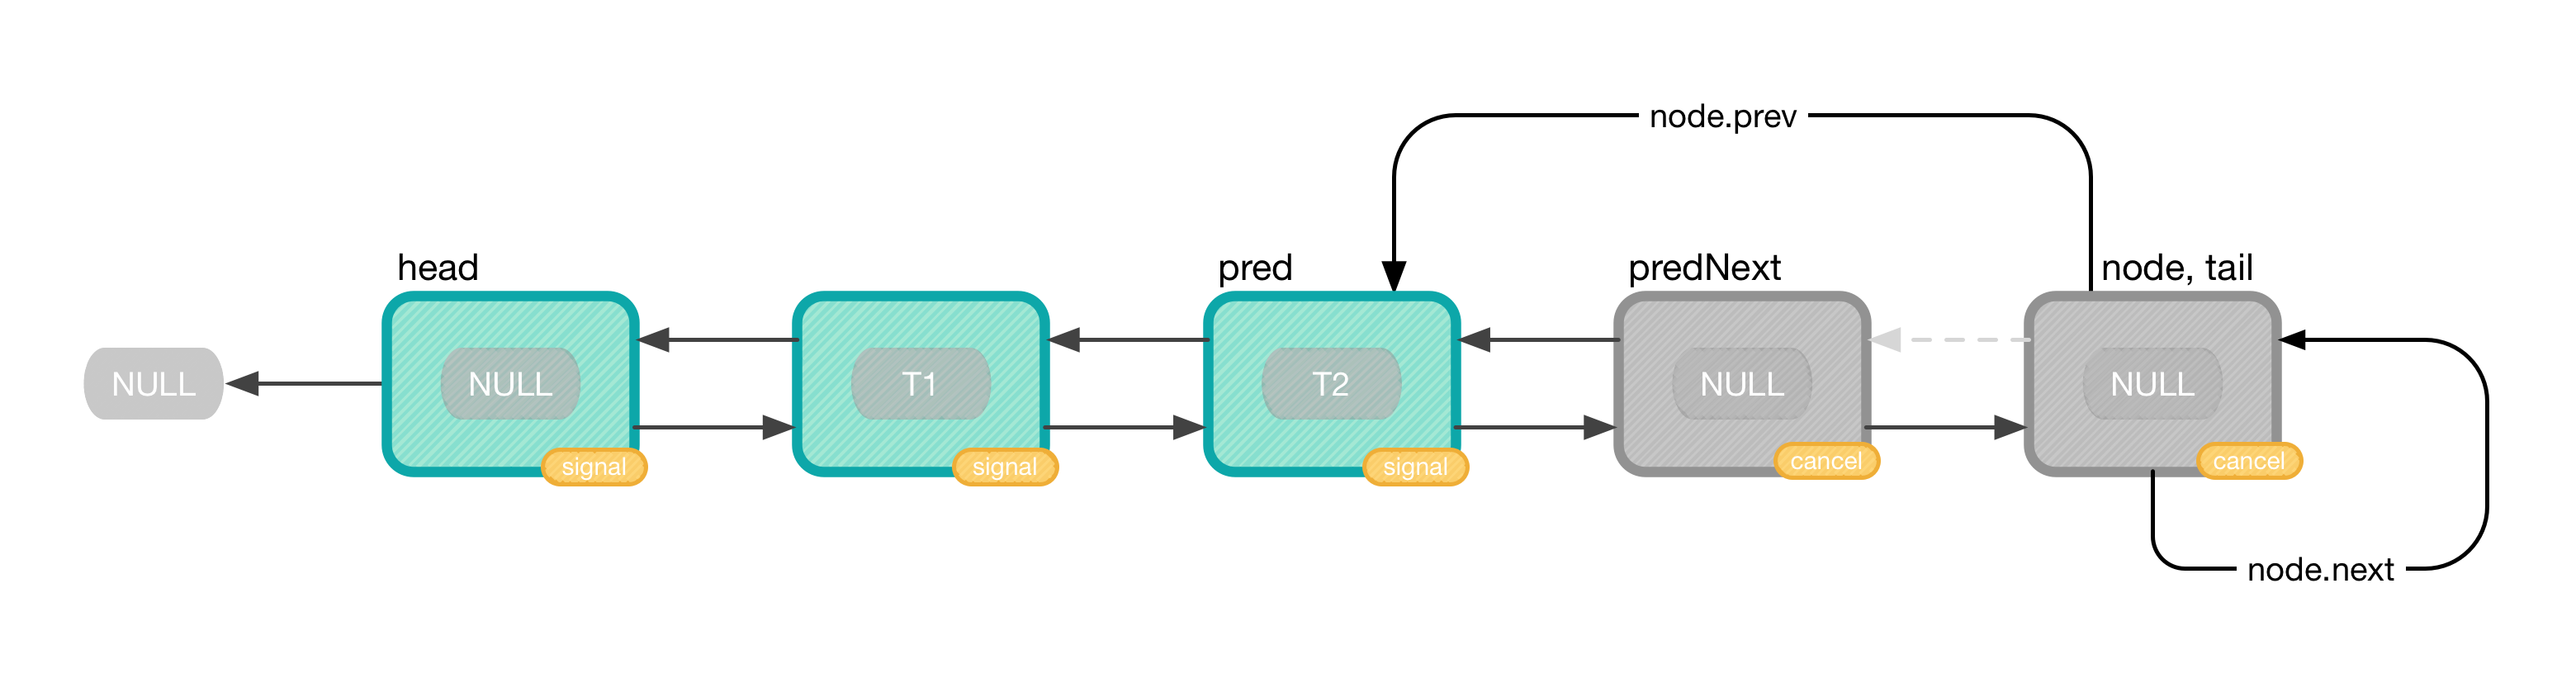 node.prev
head
pred
predNext
node, tail
NULL
NULL
T1
T2
NULL
NULL
signal
signal
signal
cancel
cancel
node.next